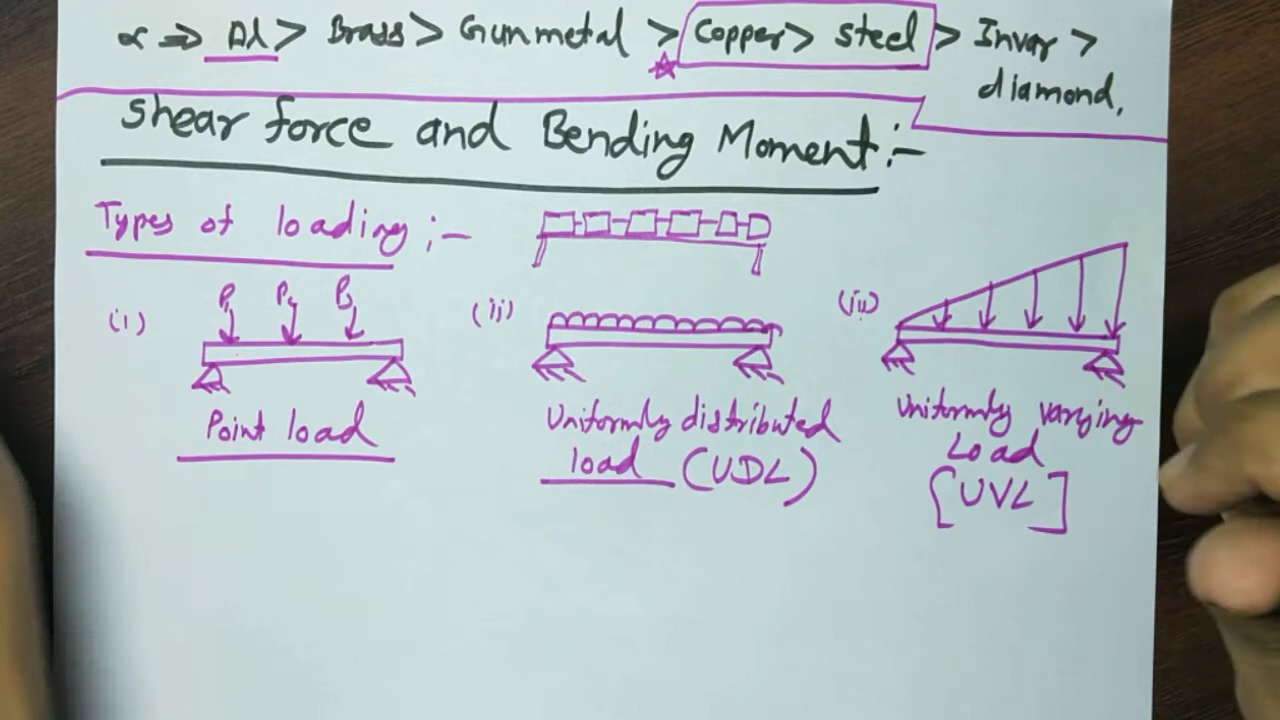 α ⇒ Al > Brass > Gunmetal > Copper > steel > Invar >
diamond,
Shear force and Bending Moment :-
Types of loading :-
(i)
P₁ P₂ P₃
(ii)
(iii)
Point load
Uniformly distributed
load (UDL)
Uniformly varying
Load
[UVL]